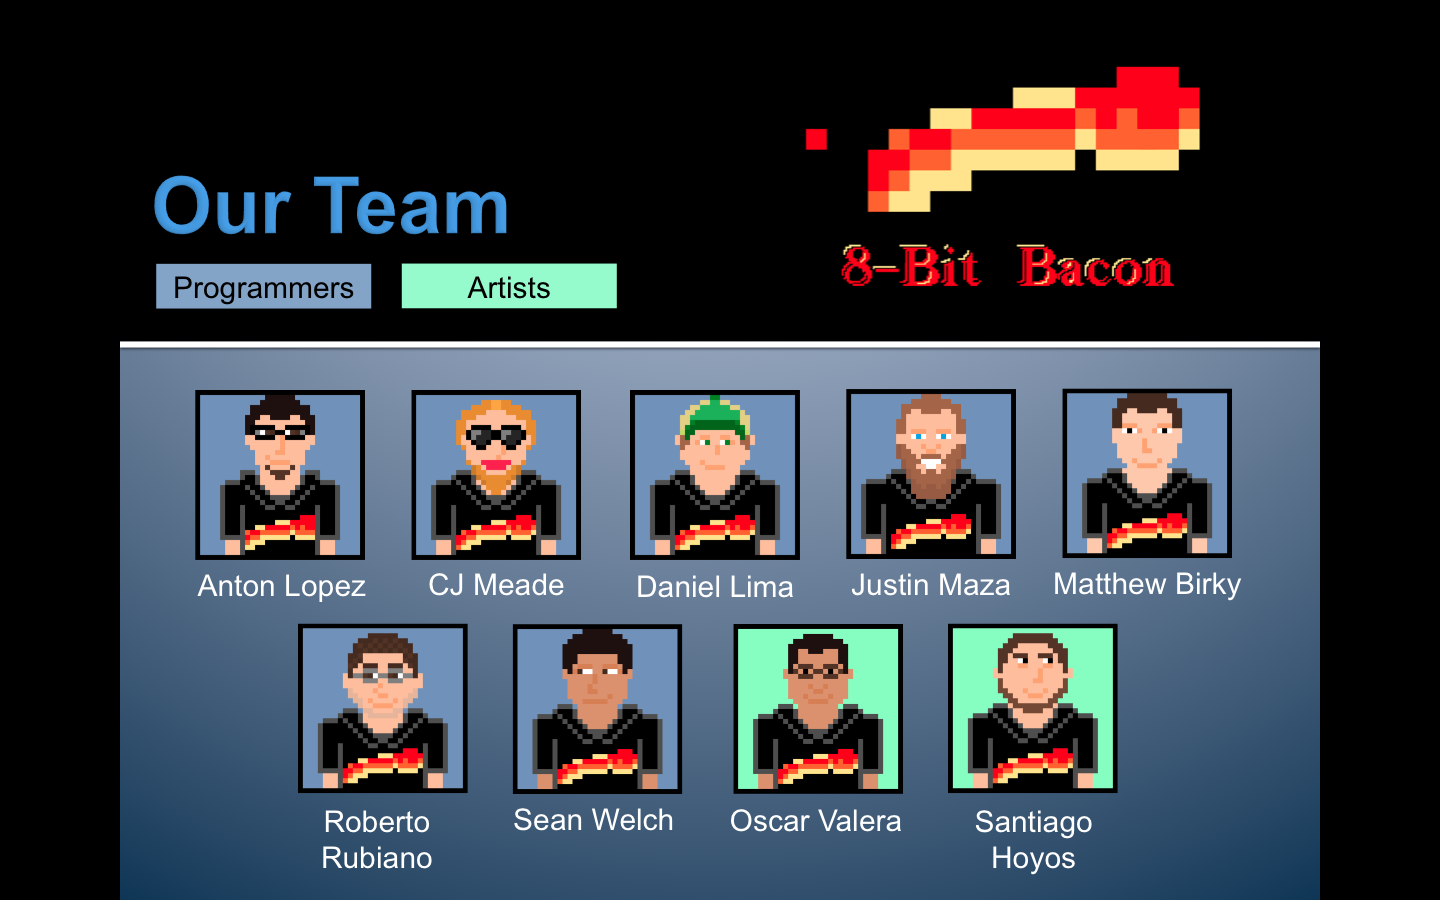 Our Team
Programmers
Artists
8-Bit Bacon
Anton Lopez
CJ Meade
Daniel Lima
Justin Maza
Matthew Birky
Roberto
Rubiano
Sean Welch
Oscar Valera
Santiago
Hoyos